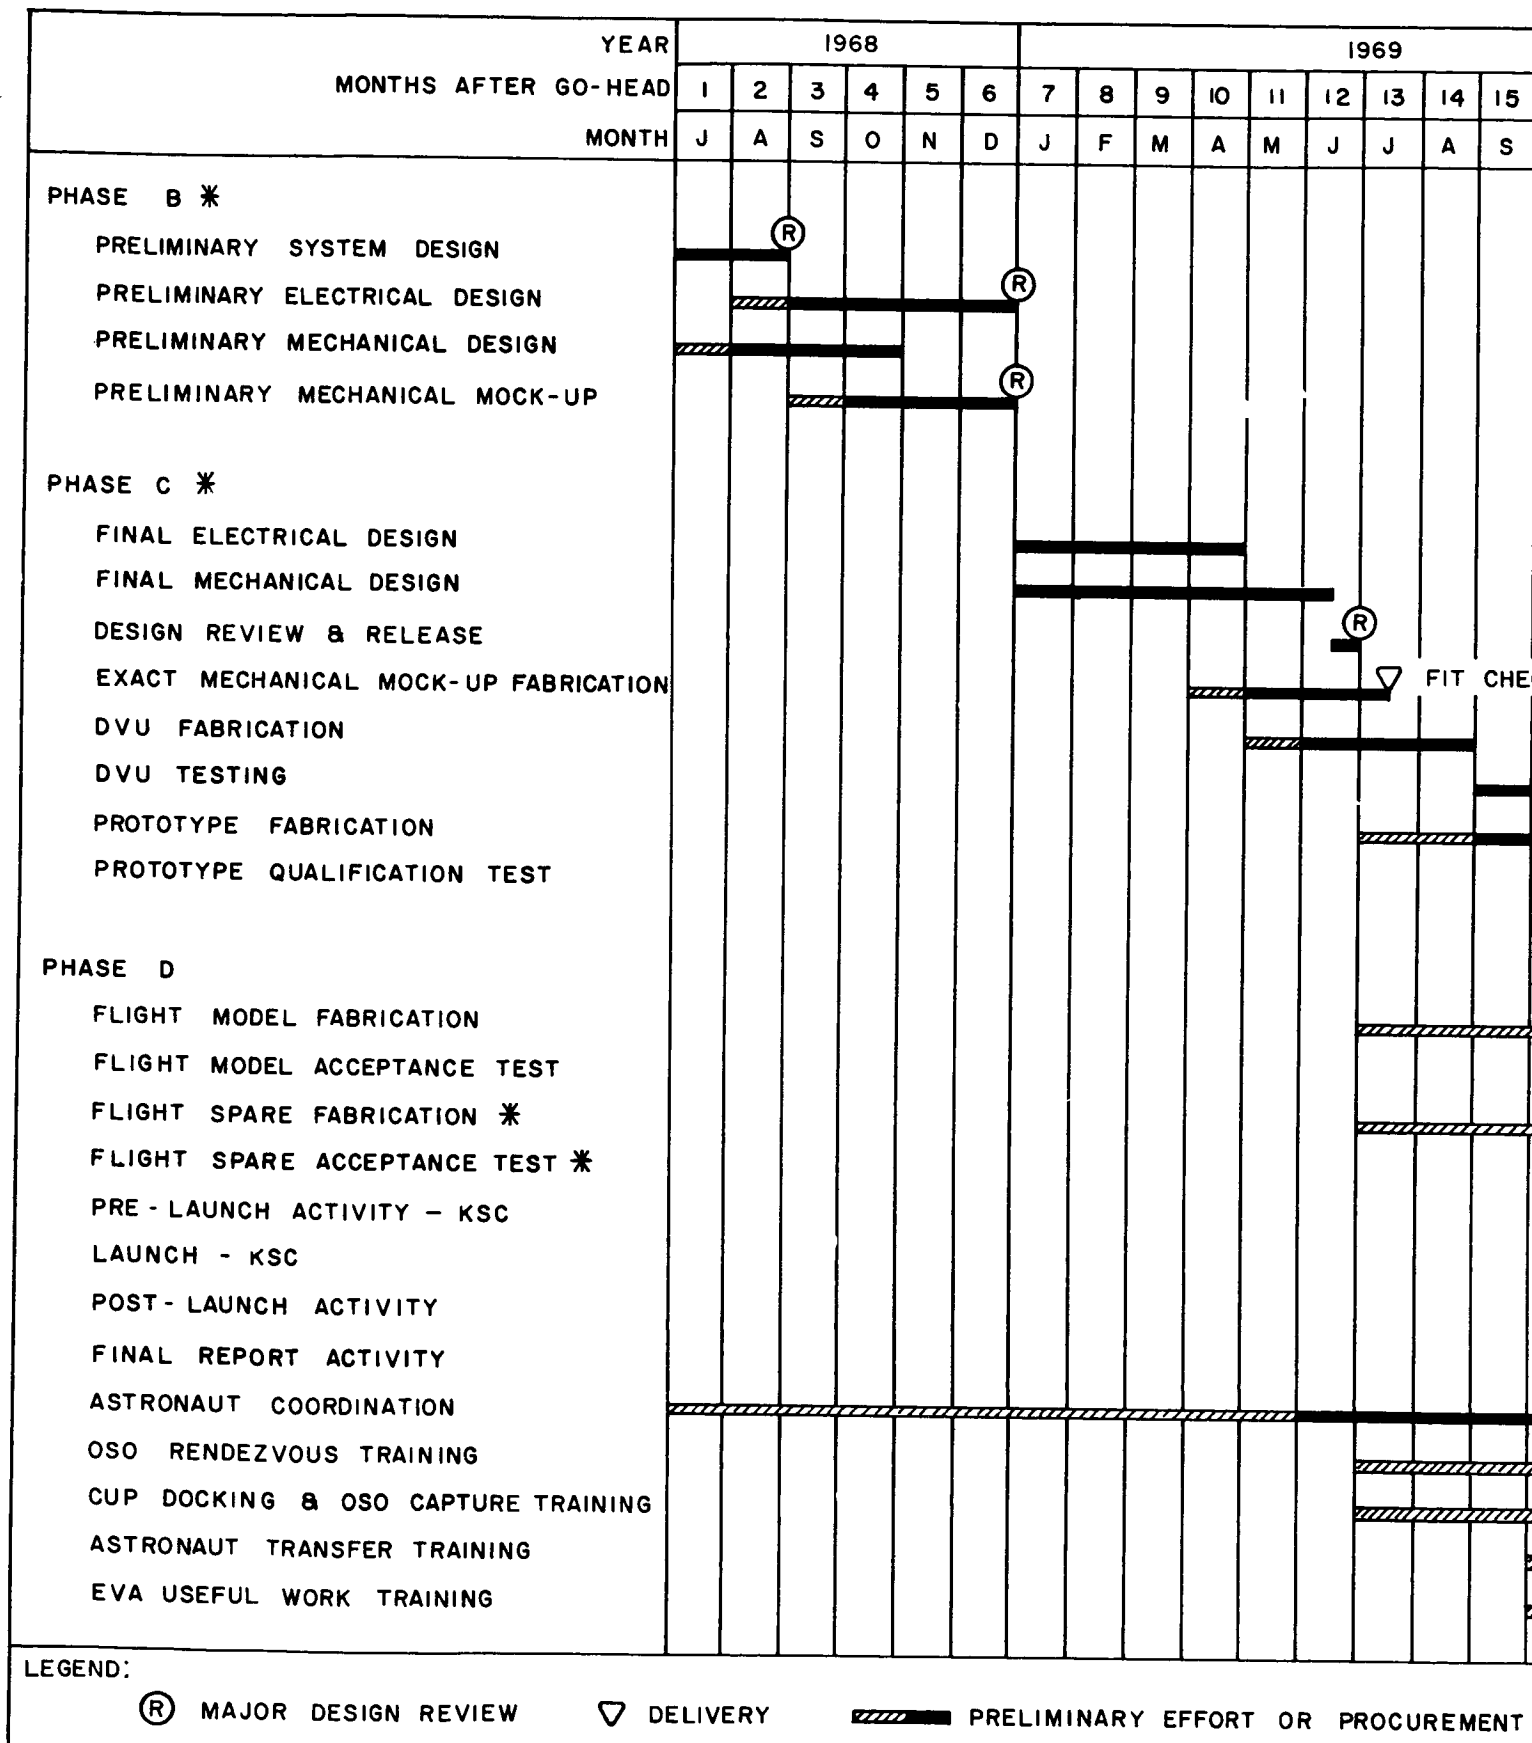 YEAR 1968 1969
MONTHS AFTER GO-HEAD 1 2 3 4 5 6 7 8 9 10 11 12 13 14 15
MONTH J A S O N D J F M A M J J A S
PHASE B *
R
PRELIMINARY SYSTEM DESIGN
R
PRELIMINARY ELECTRICAL DESIGN
PRELIMINARY MECHANICAL DESIGN
R
PRELIMINARY MECHANICAL MOCK-UP
PHASE C *
FINAL ELECTRICAL DESIGN
FINAL MECHANICAL DESIGN
DESIGN REVIEW & RELEASE R
EXACT MECHANICAL MOCK-UP FABRICATION FIT CHE
DVU FABRICATION
DVU TESTING
PROTOTYPE FABRICATION
PROTOTYPE QUALIFICATION TEST
PHASE D
FLIGHT MODEL FABRICATION
FLIGHT MODEL ACCEPTANCE TEST
FLIGHT SPARE FABRICATION *
FLIGHT SPARE ACCEPTANCE TEST *
PRE - LAUNCH ACTIVITY - KSC
LAUNCH - KSC
POST- LAUNCH ACTIVITY
FINAL REPORT ACTIVITY
ASTRONAUT COORDINATION
OSO RENDEZVOUS TRAINING
CUP DOCKING & OSO CAPTURE TRAINING
ASTRONAUT TRANSFER TRAINING
EVA USEFUL WORK TRAINING
LEGEND:
R MAJOR DESIGN REVIEW DELIVERY PRELIMINARY EFFORT OR PROCUREMENT